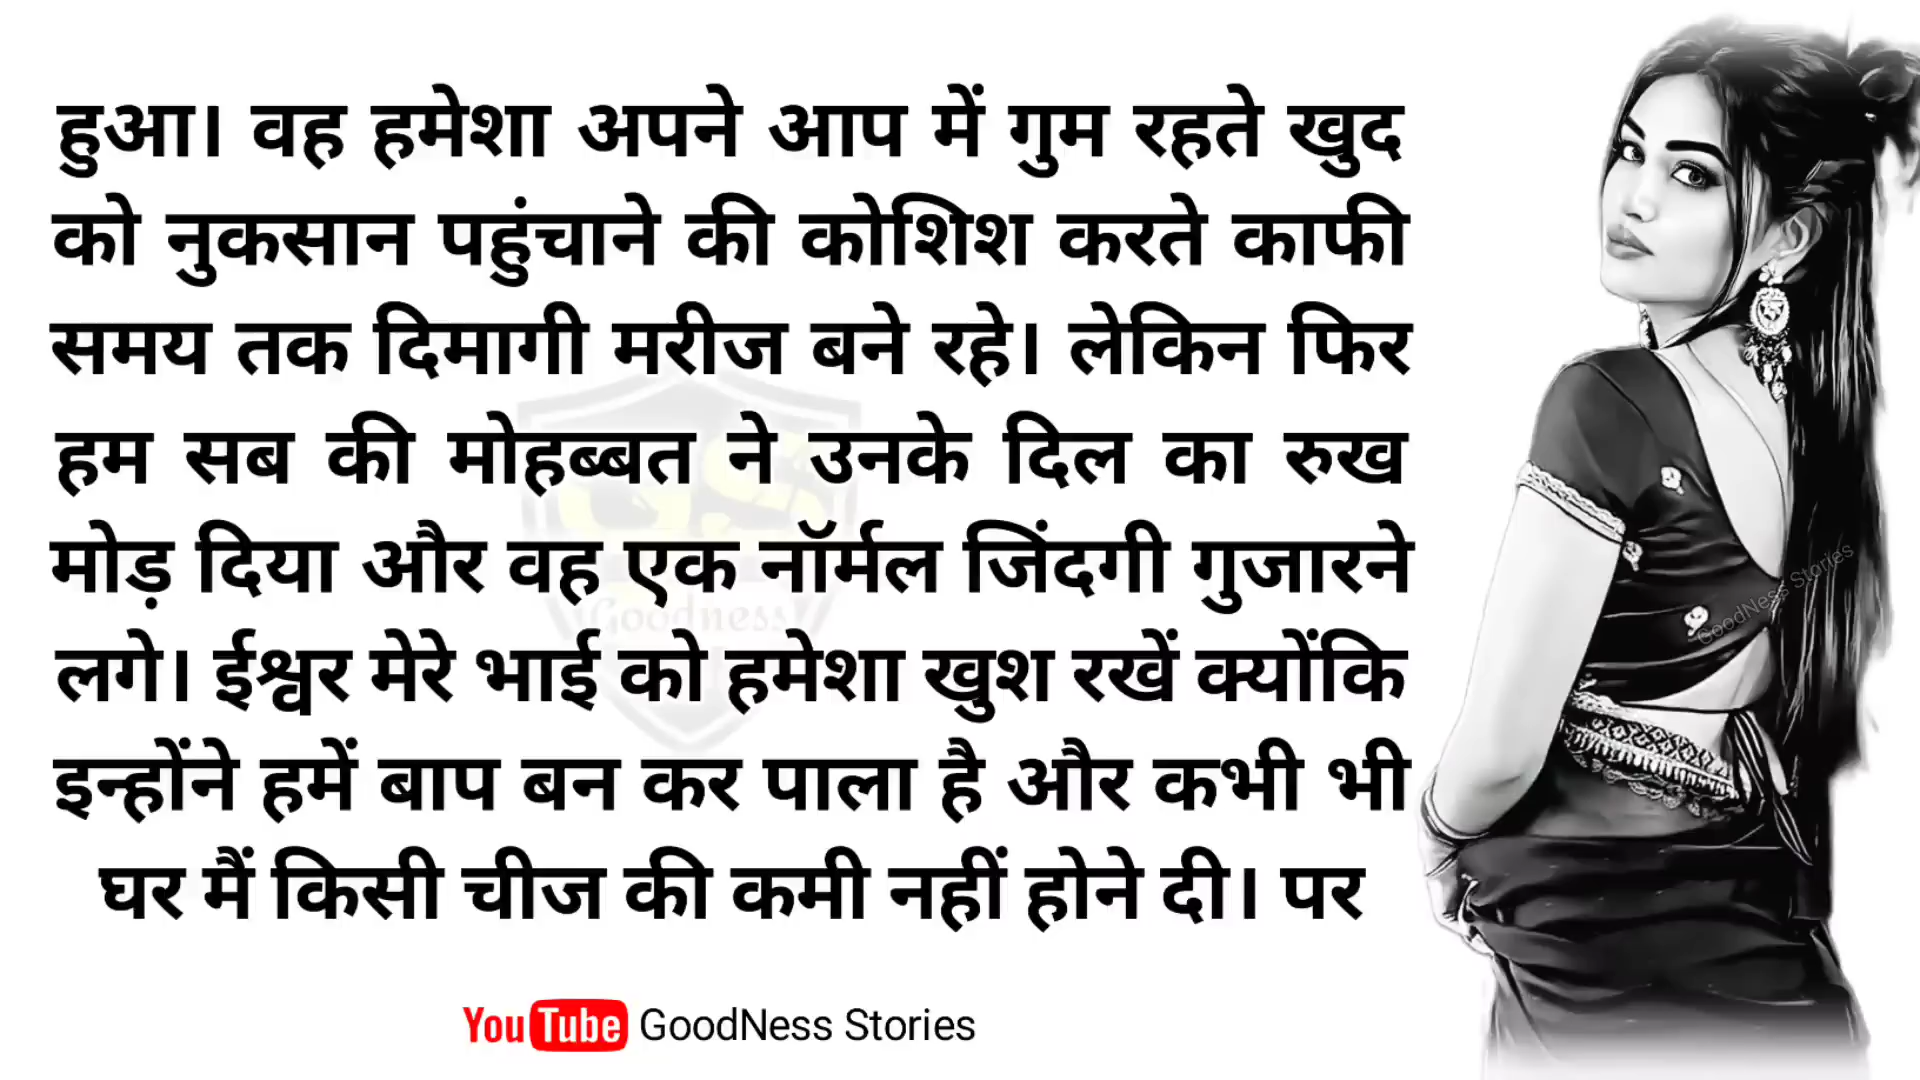 हुआ। वह हमेशा अपने आप में गुम रहते खुद
को नुकसान पहुंचाने की कोशिश करते काफी
समय तक दिमागी मरीज बने रहे। लेकिन फिर
हम सब की मोहब्बत ने उनके दिल का रुख
मोड़ दिया और वह एक नॉर्मल जिंदगी गुजारने
लगे। ईश्वर मेरे भाई को हमेशा खुश रखें क्योंकि
इन्होंने हमें बाप बन कर पाला है और कभी भी
घर मैं किसी चीज की कमी नहीं होने दी। पर
GS
Goodness
GoodNess Stories
YouTube GoodNess Stories